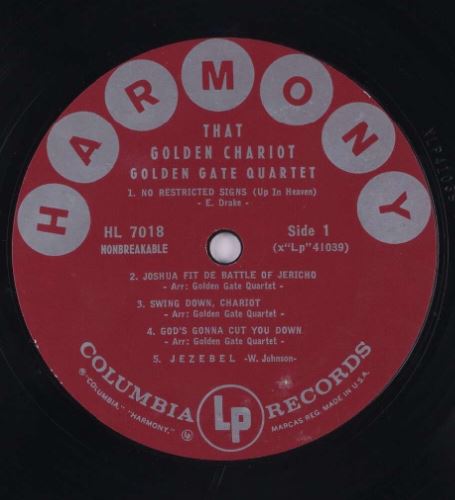 HARMONY
THAT
GOLDEN CHARIOT
GOLDEN GATE QUARTET
1. NO RESTRICTED SIGNS (Up In Heaven)
- E. Drake -
HL 7018
NONBREAKABLE
Side 1
(x"Lp"41039)
2. JOSHUA FIT DE BATTLE OF JERICHO
- Arr: Golden Gate Quartet -
3. SWING DOWN, CHARIOT
- Arr: Golden Gate Quartet -
4. GOD'S GONNA CUT YOU DOWN
- Arr: Golden Gate Quartet -
5. JEZEBEL -W. Johnson-
COLUMBIA Lp RECORDS
® "COLUMBIA," "HARMONY," Lp MARCAS REG. MADE IN U.S.A.